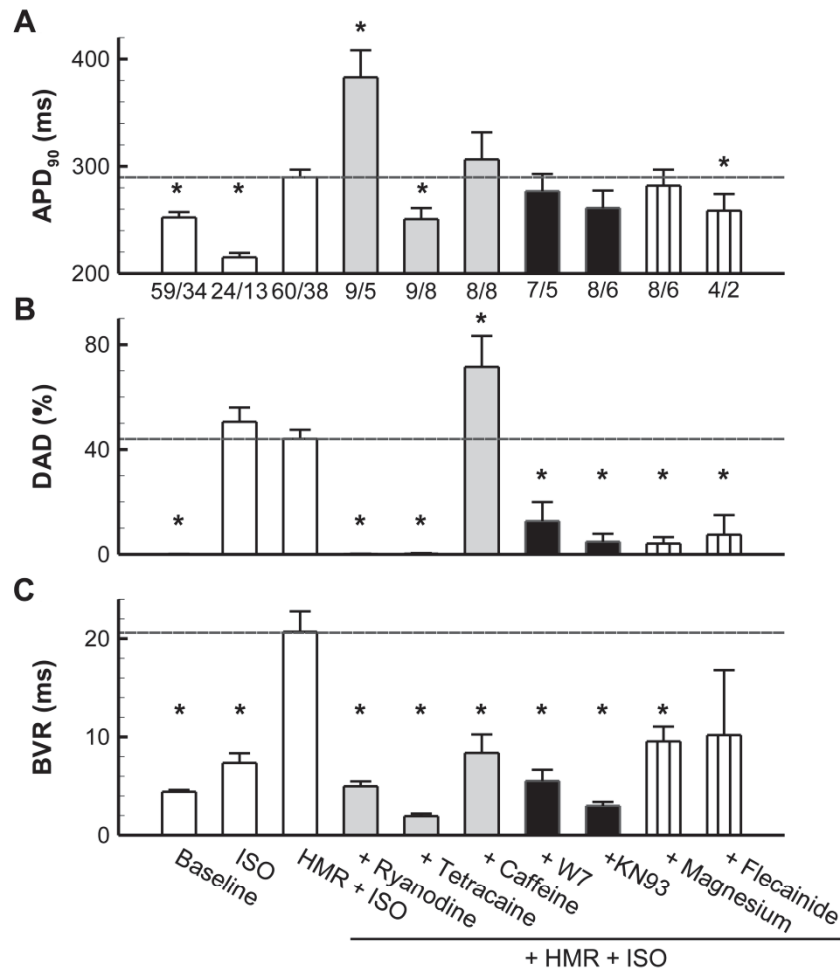 A
APD90 (ms)
400
300
200
* * * * *
59/34 24/13 60/38 9/5 9/8 8/8 7/5 8/6 8/6 4/2
B
DAD (%)
80
40
0
* * * * * * * *
C
BVR (ms)
20
10
0
* * * * * * * *
Baseline
ISO
HMR + ISO
+ Ryanodine
+ Tetracaine
+ Caffeine
+ W7
+KN93
+ Magnesium
+ Flecainide
+ HMR + ISO